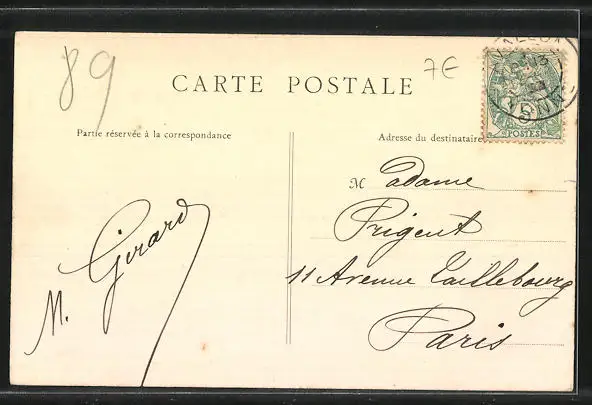 89
7€
CARTE POSTALE
Partie réservée à la correspondance
Adresse du destinataire
5
POSTES
Madame
Prigent
11 Avenue Taillebourg
Paris
M. Girard